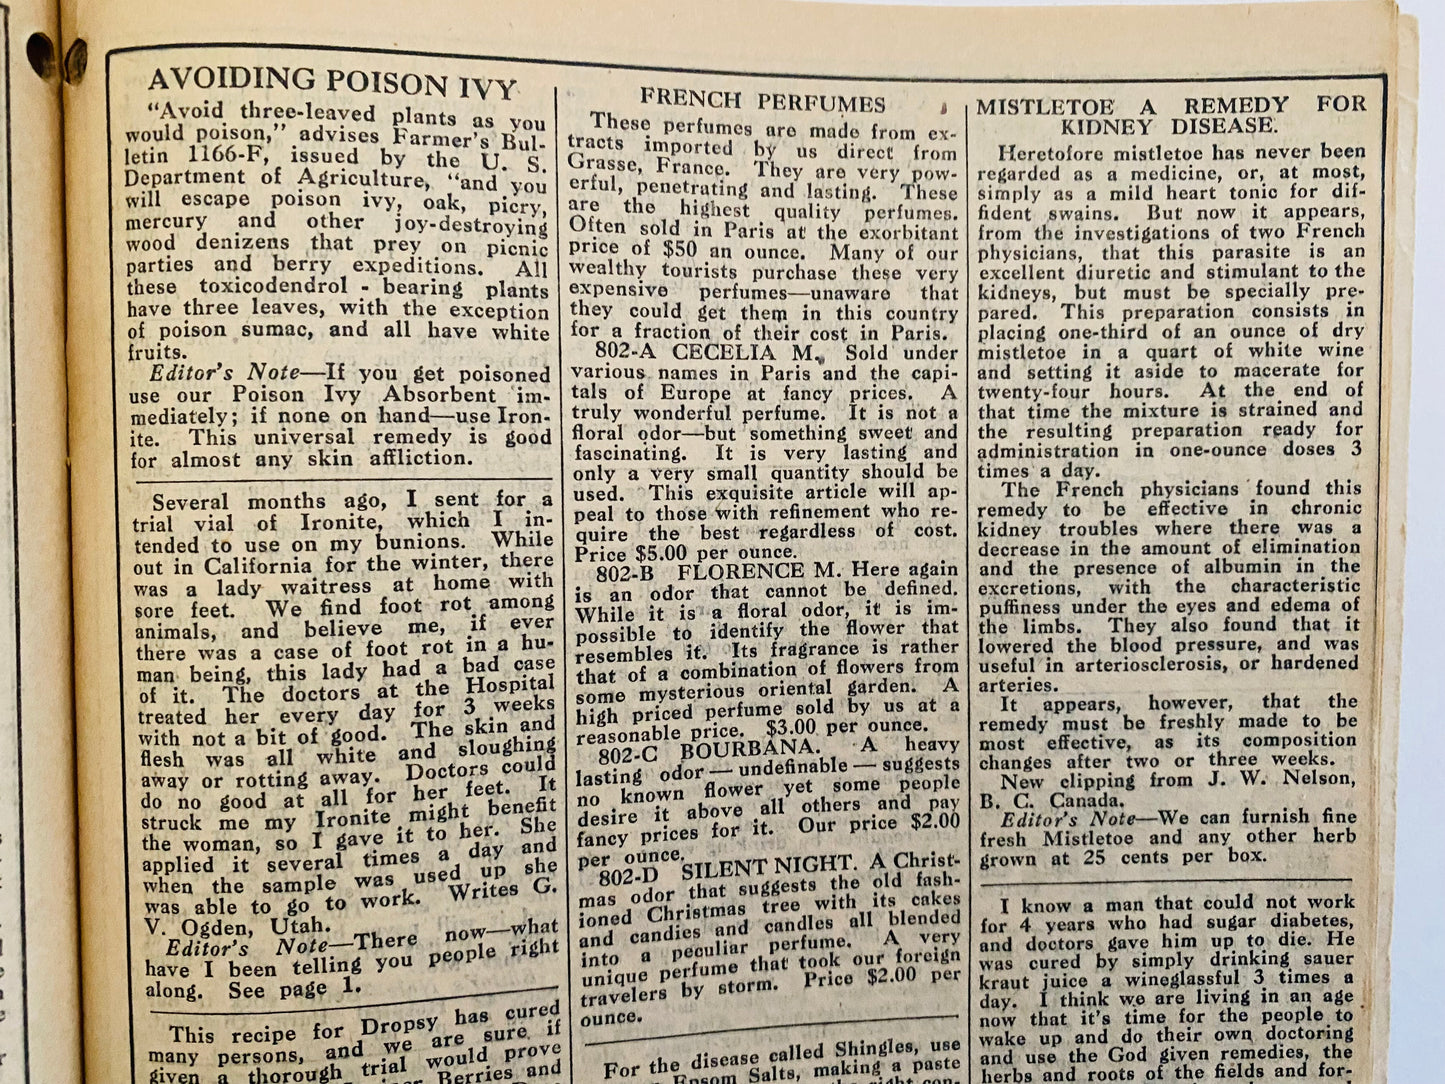 AVOIDING POISON IVY
"Avoid three-leaved plants as you
would poison," advises Farmer's Bul-
letin 1166-F, issued by the U. S.
Department of Agriculture, "and you
will escape poison ivy, oak, picry,
mercury and other joy-destroying
wood denizens that prey on picnic
parties and berry expeditions. All
these toxicodendrol - bearing plants
have three leaves, with the exception
of poison sumac, and all have white
fruits.
Editor's Note—If you get poisoned
use our Poison Ivy Absorbent im-
mediately; if none on hand—use Iron-
ite. This universal remedy is good
for almost any skin affliction.
Several months ago, I sent for a
trial vial of Ironite, which I in-
tended to use on my bunions. While
out in California for the winter, there
was a lady waitress at home with
sore feet. We find foot rot among
animals, and believe me, if ever
there was a case of foot rot in a hu-
man being, this lady had a bad case
of it. The doctors at the Hospital
treated her every day for 3 weeks
with not a bit of good. The skin and
flesh was all white and sloughing
away or rotting away. Doctors could
do no good at all for her feet. It
struck me my Ironite might benefit
the woman, so I gave it to her. She
applied it several times a day and
when the sample was used up she
was able to go to work. Writes G.
V. Ogden, Utah.
Editor's Note—There now—what
have I been telling you people right
along. See page 1.
This recipe for Dropsy has cured
many persons, and we are sure if
given a thorough trial would prove
Berries and
FRENCH PERFUMES
These perfumes are made from ex-
tracts imported by us direct from
Grasse, France. They are very pow-
erful, penetrating and lasting. These
are the highest quality perfumes.
Often sold in Paris at the exorbitant
price of $50 an ounce. Many of our
wealthy tourists purchase these very
expensive perfumes—unaware that
they could get them in this country
for a fraction of their cost in Paris.
802-A CECELIA M. Sold under
various names in Paris and the capi-
tals of Europe at fancy prices. A
truly wonderful perfume. It is not a
floral odor—but something sweet and
fascinating. It is very lasting and
only a very small quantity should be
used. This exquisite article will ap-
peal to those with refinement who re-
quire the best regardless of cost.
Price $5.00 per ounce.
802-B FLORENCE M. Here again
is an odor that cannot be defined.
While it is a floral odor, it is im-
possible to identify the flower that
resembles it. Its fragrance is rather
that of a combination of flowers from
some mysterious oriental garden. A
high priced perfume sold by us at a
reasonable price. $3.00 per ounce.
802-C BOURBANA. A heavy
lasting odor — undefinable — suggests
no known flower yet some people
desire it above all others and pay
fancy prices for it. Our price $2.00
per ounce.
802-D SILENT NIGHT. A Christ-
mas odor that suggests the old fash-
ioned Christmas tree with its cakes
and candies and candles all blended
into a peculiar perfume. A very
unique perfume that took our foreign
travelers by storm. Price $2.00 per
ounce.
For the disease called Shingles, use
Epsom Salts, making a paste
MISTLETOE A REMEDY FOR
KIDNEY DISEASE.
Heretofore mistletoe has never been
regarded as a medicine, or, at most,
simply as a mild heart tonic for dif-
fident swains. But now it appears,
from the investigations of two French
physicians, that this parasite is an
excellent diuretic and stimulant to the
kidneys, but must be specially pre-
pared. This preparation consists in
placing one-third of an ounce of dry
mistletoe in a quart of white wine
and setting it aside to macerate for
twenty-four hours. At the end of
that time the mixture is strained and
the resulting preparation ready for
administration in one-ounce doses 3
times a day.
The French physicians found this
remedy to be effective in chronic
kidney troubles where there was a
decrease in the amount of elimination
and the presence of albumin in the
excretions, with the characteristic
puffiness under the eyes and edema of
the limbs. They also found that it
lowered the blood pressure, and was
useful in arteriosclerosis, or hardened
arteries.
It appears, however, that the
remedy must be freshly made to be
most effective, as its composition
changes after two or three weeks.
New clipping from J. W. Nelson,
B. C. Canada.
Editor's Note—We can furnish fine
fresh Mistletoe and any other herb
grown at 25 cents per box.
I know a man that could not work
for 4 years who had sugar diabetes,
and doctors gave him up to die. He
was cured by simply drinking sauer
kraut juice a wineglassful 3 times a
day. I think we are living in an age
now that it's time for the people to
wake up and do their own doctoring
and use the God given remedies, the
herbs and roots of the fields and for-